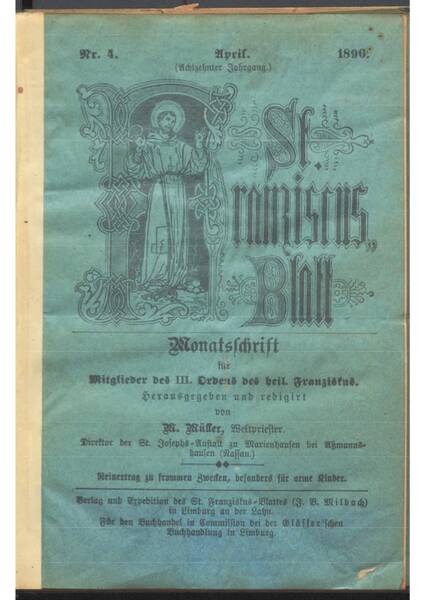 Nr. 4. April. 1896.
(Achtzehnter Jahrgang.)
St.
Franziscus-
Blatt
Monatsschrift
für
Mitglieder des III. Ordens des heil. Franziskus.
Herausgegeben und redigirt
von
M. Müller, Weltpriester.
Direktor der St. Josephs-Anstalt zu Marienhausen bei Aßmanns-
hausen (Nassau.)
Reinertrag zu frommen Zwecken, besonders für arme Kinder.
Verlag und Expedition des St. Franziskus-Blattes (J. B. Milbach)
in Limburg an der Lahn.
Für den Buchhandel in Commission bei der Glässer'schen
Buchhandlung in Limburg.